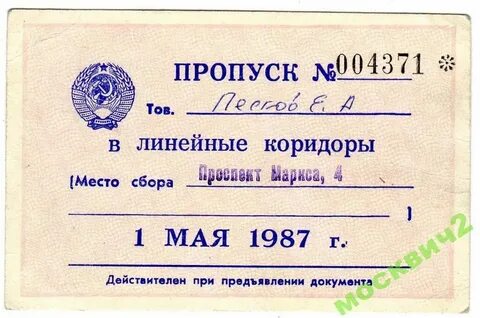 ПРОПУСК №004371 *
Тов. Песков Е. А
в линейные коридоры
(Место сбора Проспект Маркса, 4
)
1 МАЯ 1987 г.
Действителен при предъявлении документа
МОСКВИЧ2